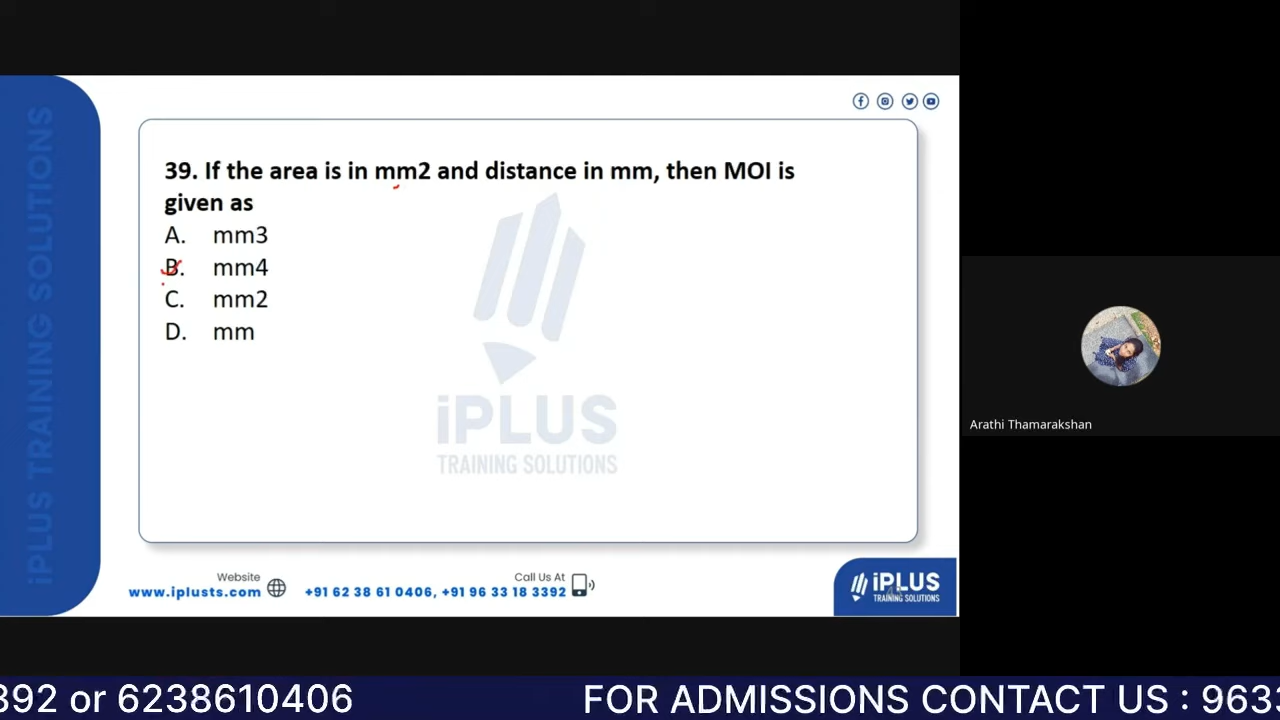 iPLUS TRAINING SOLUTIONS
39. If the area is in mm2 and distance in mm, then MOI is
given as
A. mm3
B. mm4
C. mm2
D. mm
iPLUS
TRAINING SOLUTIONS
Arathi Thamarakshan
Website
www.iplusts.com
Call Us At
+91 62 38 61 0406, +91 96 33 18 3392
iPLUS
TRAINING SOLUTIONS
392 or 6238610406 FOR ADMISSIONS CONTACT US : 963